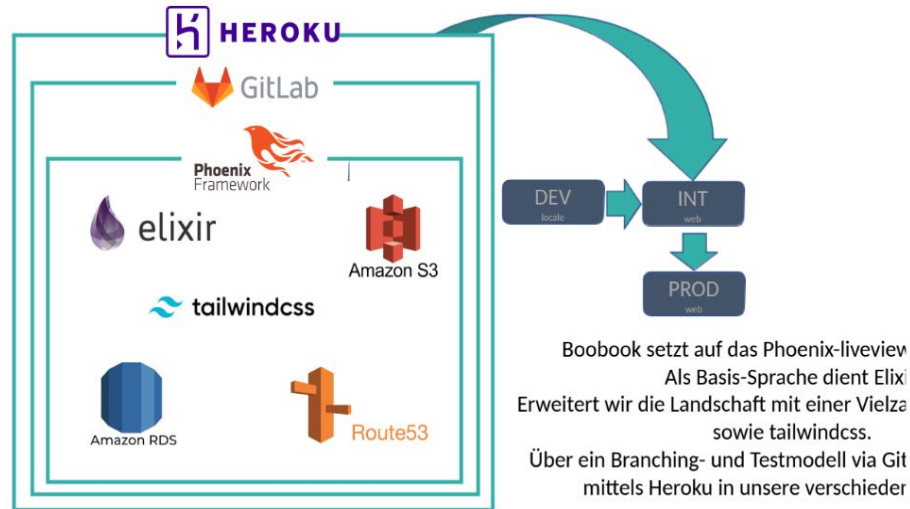 HEROKU
GitLab
Phoenix
Framework
elixir
Amazon S3
tailwindcss
Amazon RDS
Route53
DEV
locale
INT
web
PROD
web
Boobook setzt auf das Phoenix-liveview
Als Basis-Sprache dient Elixi
Erweitert wir die Landschaft mit einer Vielza
sowie tailwindcss.
Über ein Branching- und Testmodell via Git
mittels Heroku in unsere verschieden